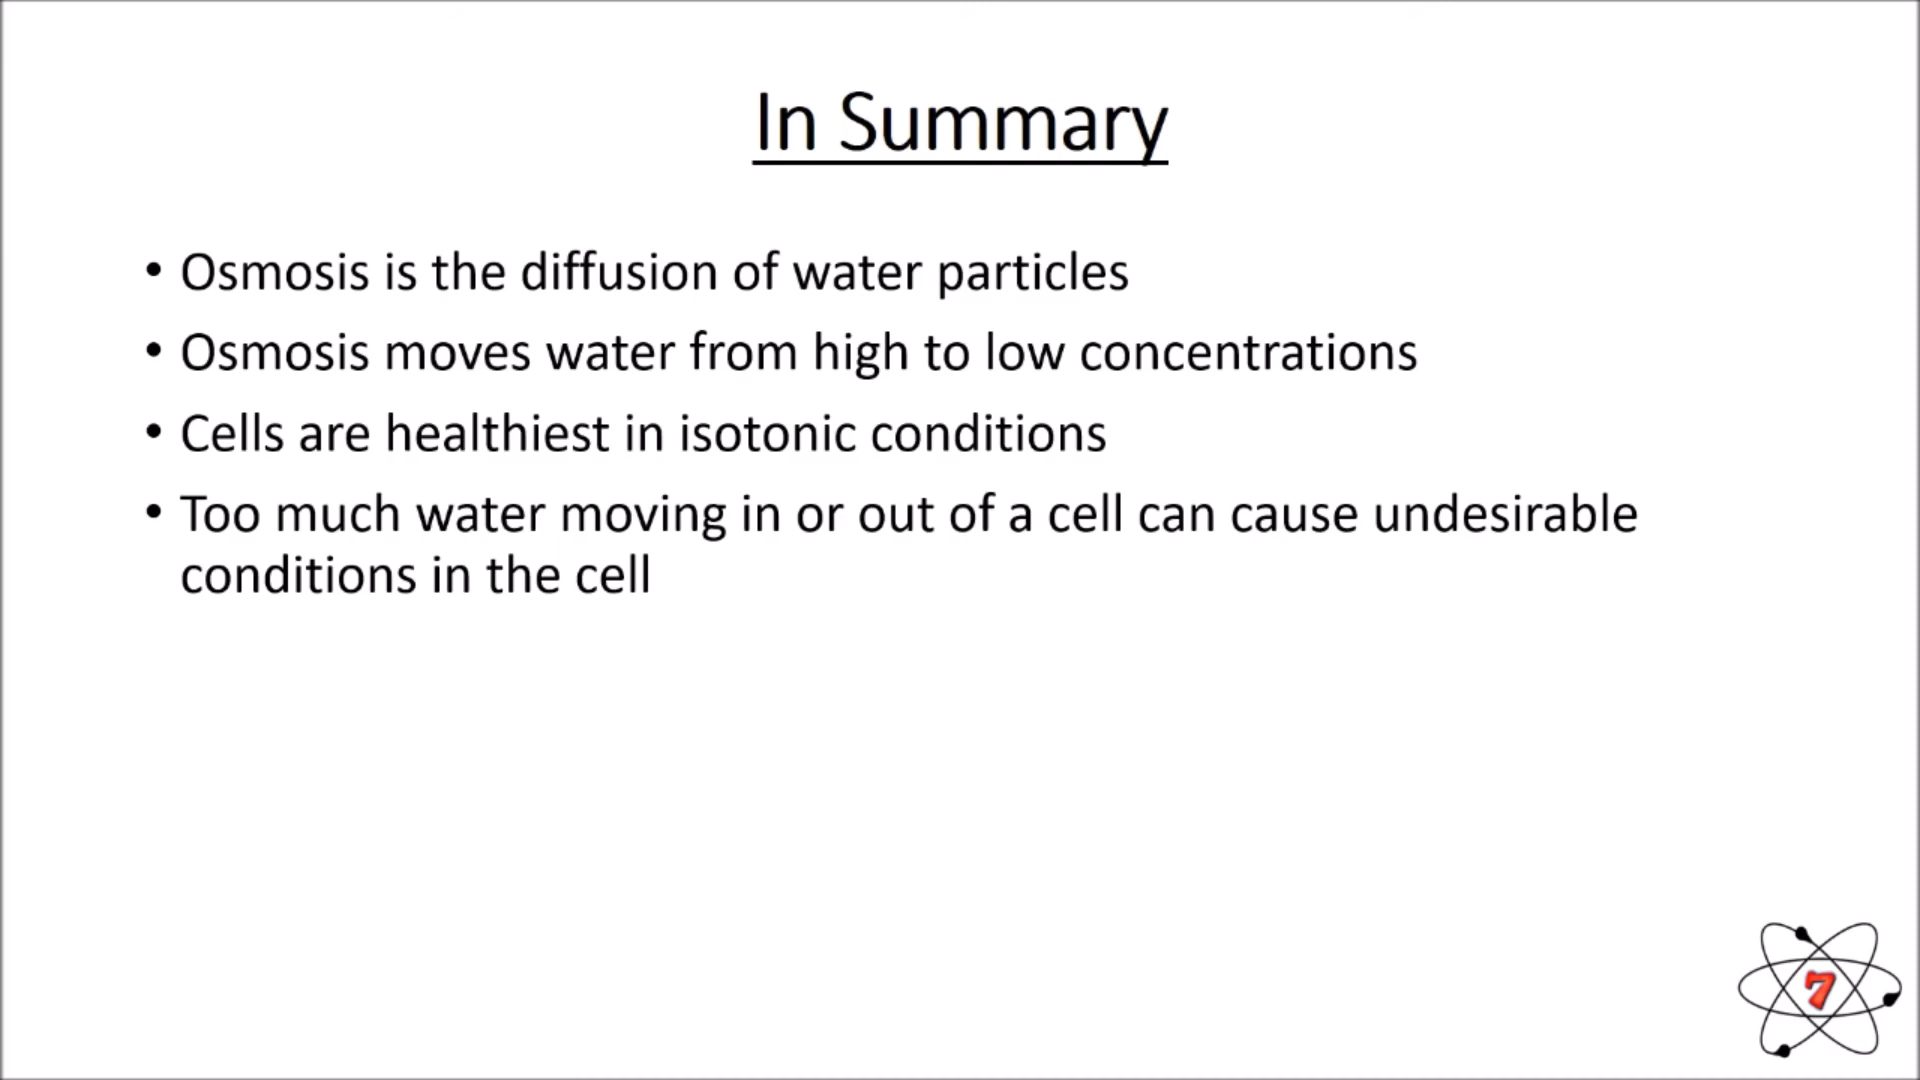 In Summary
• Osmosis is the diffusion of water particles
• Osmosis moves water from high to low concentrations
• Cells are healthiest in isotonic conditions
• Too much water moving in or out of a cell can cause undesirable
conditions in the cell
7